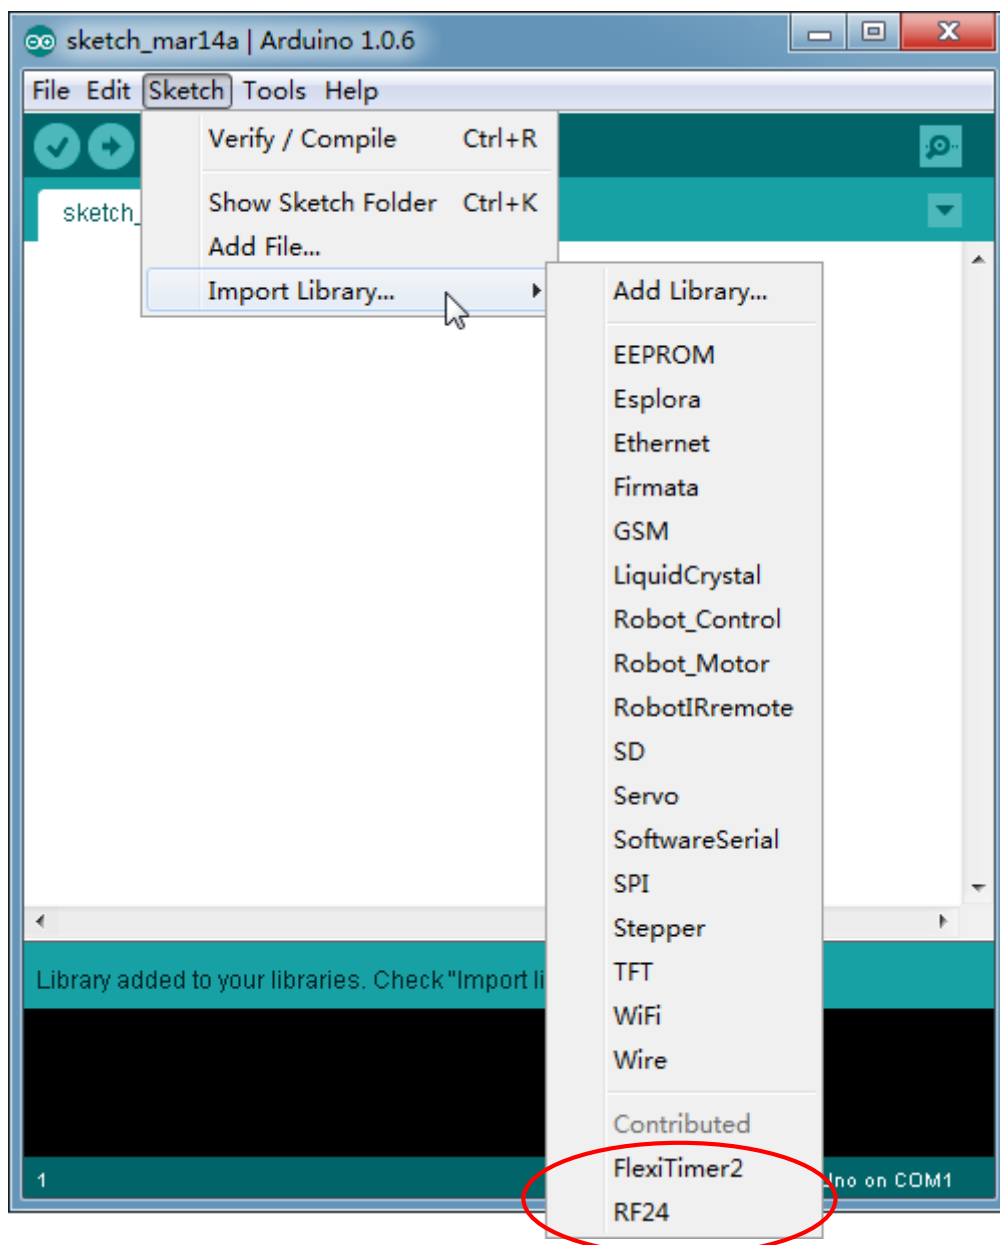 sketch_mar14a | Arduino 1.0.6
File Edit Sketch Tools Help
Verify / Compile Ctrl+R
sketch_
Show Sketch Folder Ctrl+K
Add File...
Import Library...
Add Library...
EEPROM
Esplora
Ethernet
Firmata
GSM
LiquidCrystal
Robot_Control
Robot_Motor
RobotIRremote
SD
Servo
SoftwareSerial
SPI
Stepper
TFT
WiFi
Wire
Library added to your libraries. Check "Import li
Contributed
FlexiTimer2
RF24
1
Uno on COM1